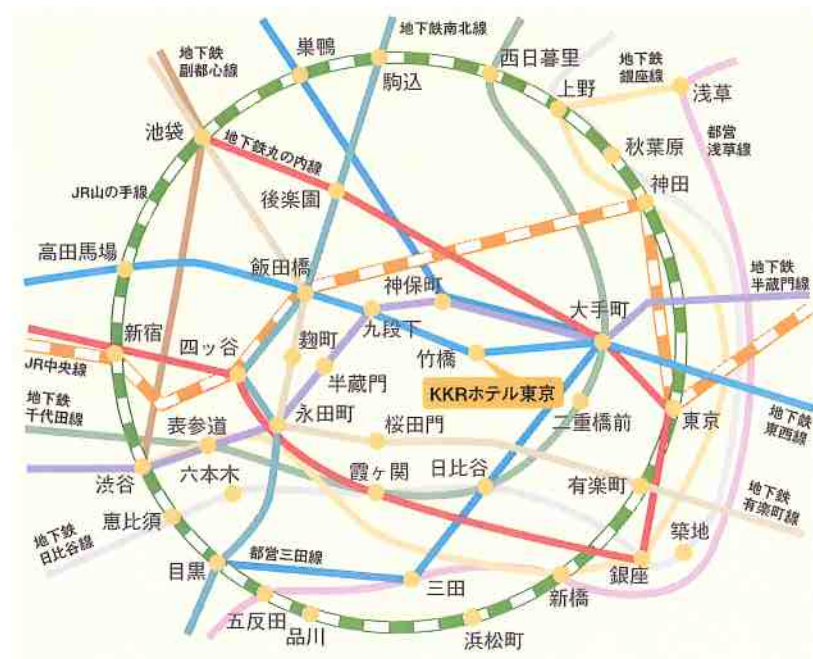 地下鉄南北線
巣鴨
西日暮里
地下鉄
副都心線
駒込
地下鉄
銀座線
上野
浅草
池袋
地下鉄丸の内線
都営
浅草線
秋葉原
神田
JR山の手線
後楽園
高田馬場
飯田橋
神保町
地下鉄
半蔵門線
大手町
九段下
新宿
四ッ谷
麹町
竹橋
JR中央線
半蔵門
KKRホテル東京
地下鉄
千代田線
表参道
永田町
桜田門
二重橋前
東京
地下鉄
東西線
渋谷
六本木
霞ヶ関
日比谷
有楽町
地下鉄
有楽町線
恵比須
地下鉄
日比谷線
築地
目黒
都営三田線
三田
銀座
新橋
五反田
品川
浜松町